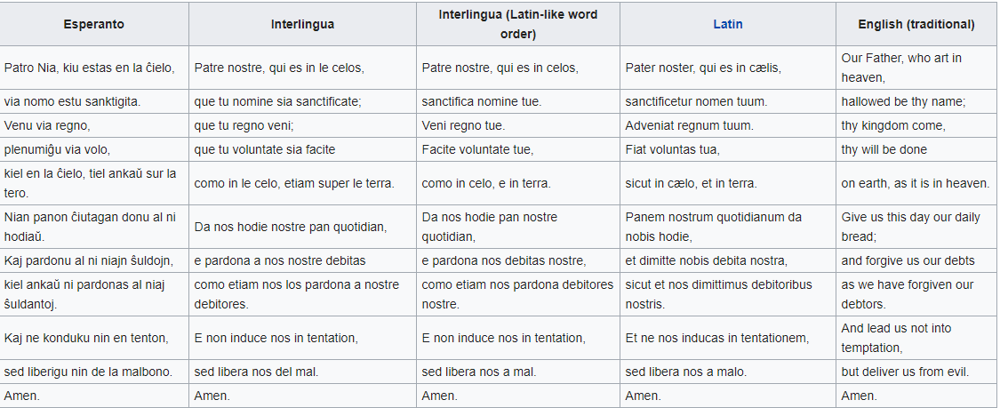 Esperanto	Interlingua	Interlingua (Latin-like word order)	Latin	English (traditional)
Patro Nia, kiu estas en la ĉielo,	Patre nostre, qui es in le celos,	Patre nostre, qui es in celos,	Pater noster, qui es in cælis,	Our Father, who art in heaven,
via nomo estu sanktigita.	que tu nomine sia sanctificate;	sanctifica nomine tue.	sanctificetur nomen tuum.	hallowed be thy name;
Venu via regno,	que tu regno veni;	Veni regno tue.	Adveniat regnum tuum.	thy kingdom come,
plenumiĝu via volo,	que tu voluntate sia facite	Facite voluntate tue,	Fiat voluntas tua,	thy will be done
kiel en la ĉielo, tiel ankaŭ sur la tero.	como in le celo, etiam super le terra.	como in celo, e in terra.	sicut in cælo, et in terra.	on earth, as it is in heaven.
Nian panon ĉiutagan donu al ni hodiaŭ.	Da nos hodie nostre pan quotidian,	Da nos hodie pan nostre quotidian,	Panem nostrum quotidianum da nobis hodie,	Give us this day our daily bread;
Kaj pardonu al ni niajn ŝuldojn,	e pardona a nos nostre debitas	e pardona nos debitas nostre,	et dimitte nobis debita nostra,	and forgive us our debts
kiel ankaŭ ni pardonas al niaj ŝuldantoj.	como etiam nos los pardona a nostre debitores.	como etiam nos pardona debitores nostre.	sicut et nos dimittimus debitoribus nostris.	as we have forgiven our debtors.
Kaj ne konduku nin en tenton,	E non induce nos in tentation,	E non induce nos in tentation,	Et ne nos inducas in tentationem,	And lead us not into temptation,
sed liberigu nin de la malbono.	sed libera nos del mal.	sed libera nos a mal.	sed libera nos a malo.	but deliver us from evil.
Amen.	Amen.	Amen.	Amen.	Amen.